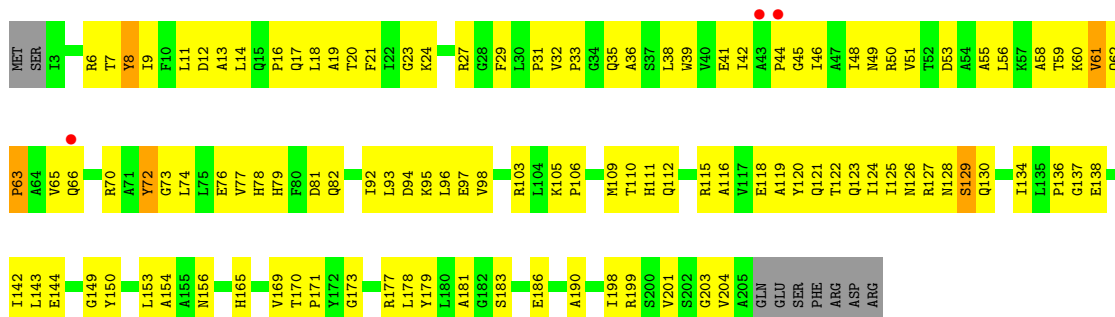 MET SER I3 R6 T7 Y8 I9 F10 L11 D12 A13 L14 Q15 P16 Q17 L18 A19 T20 F21 I22 G23 K24 R27 G28 F29 L30 P31 V32 P33 G34 Q35 A36 S37 L38 W39 V40 E41 I42 A43 P44 G45 I46 A47 I48 N49 R50 V51 T52 D53 A54 A55 L56 K57 A58 T59 K60 V61
P63 A64 V65 Q66 R70 A71 Y72 G73 L74 L75 E76 V77 H78 H79 F80 D81 Q82 I92 L93 D94 K95 L96 E97 V98 R103 L104 K105 P106 M109 T110 H111 Q112 R115 A116 V117 E118 A119 Y120 Q121 T122 Q123 I124 I125 N126 R127 N128 S129 Q130 I134 L135 P136 G137 E138
I142 L143 E144 G149 Y150 L153 A154 A155 N156 H165 V169 T170 P171 Y172 G173 R177 L178 Y179 L180 A181 G182 S183 E186 A190 I198 R199 S200 V201 S202 G203 V204 A205 GLN GLU SER PHE ARG ASP ARG